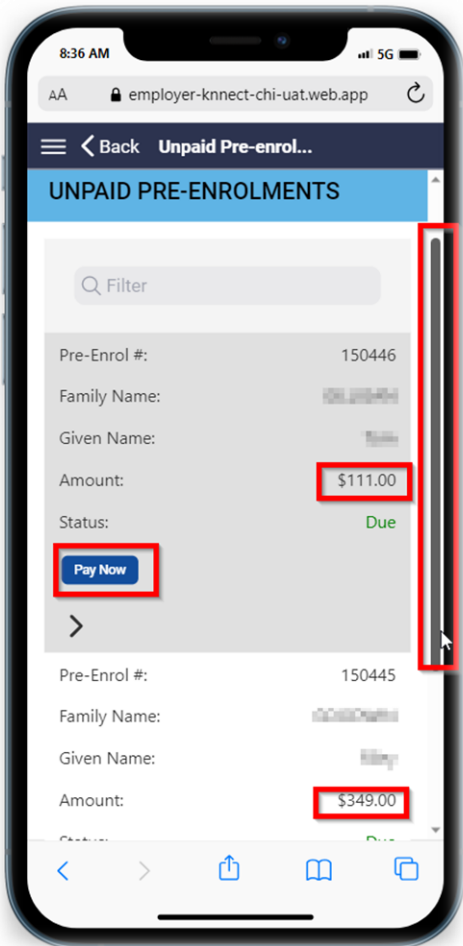 8:36 AM 5G
AA employer-knnect-chi-uat.web.app
Back Unpaid Pre-enrol...
UNPAID PRE-ENROLMENTS
Filter
Pre-Enrol #: 150446
Family Name:
Given Name:
Amount: $111.00
Status: Due
Pay Now
Pre-Enrol #: 150445
Family Name:
Given Name:
Amount: $349.00